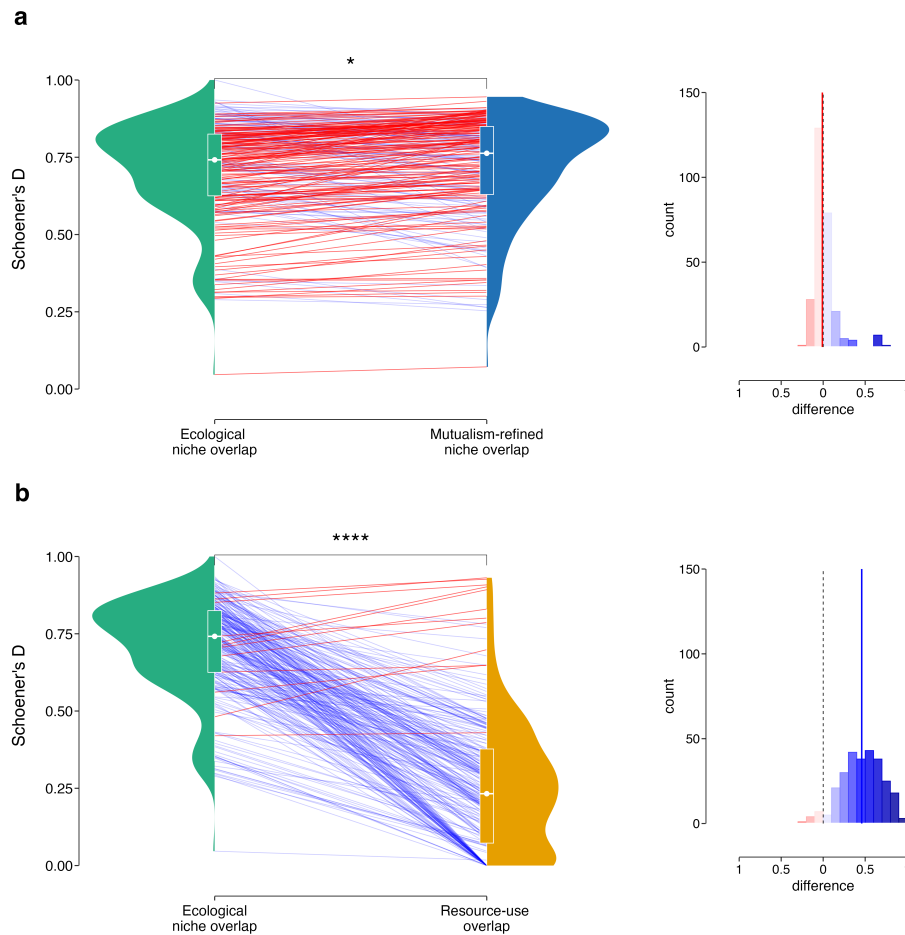 a
*
Schoener's D
1.00
0.75
0.50
0.25
0.00
Ecological
niche overlap
Mutualism-refined
niche overlap
count
150
100
50
0
1
0.5
0
0.5
difference
b
****
Schoener's D
1.00
0.75
0.50
0.25
0.00
Ecological
niche overlap
Resource-use
overlap
count
150
100
50
0
1
0.5
0
0.5
difference